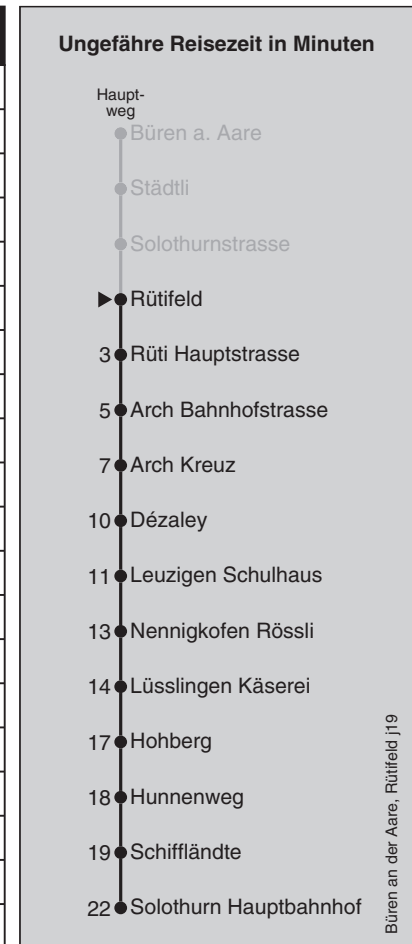 Ungefähre Reisezeit in Minuten
Haupt-
weg
Büren a. Aare
Städtli
Solothurnstrasse
Rütifeld
3 Rüti Hauptstrasse
5 Arch Bahnhofstrasse
7 Arch Kreuz
10 Dézaley
11 Leuzigen Schulhaus
13 Nennigkofen Rössli
14 Lüsslingen Käserei
17 Hohberg
18 Hunnenweg
19 Schiffländte
22 Solothurn Hauptbahnhof
Büren an der Aare, Rütifeld j19